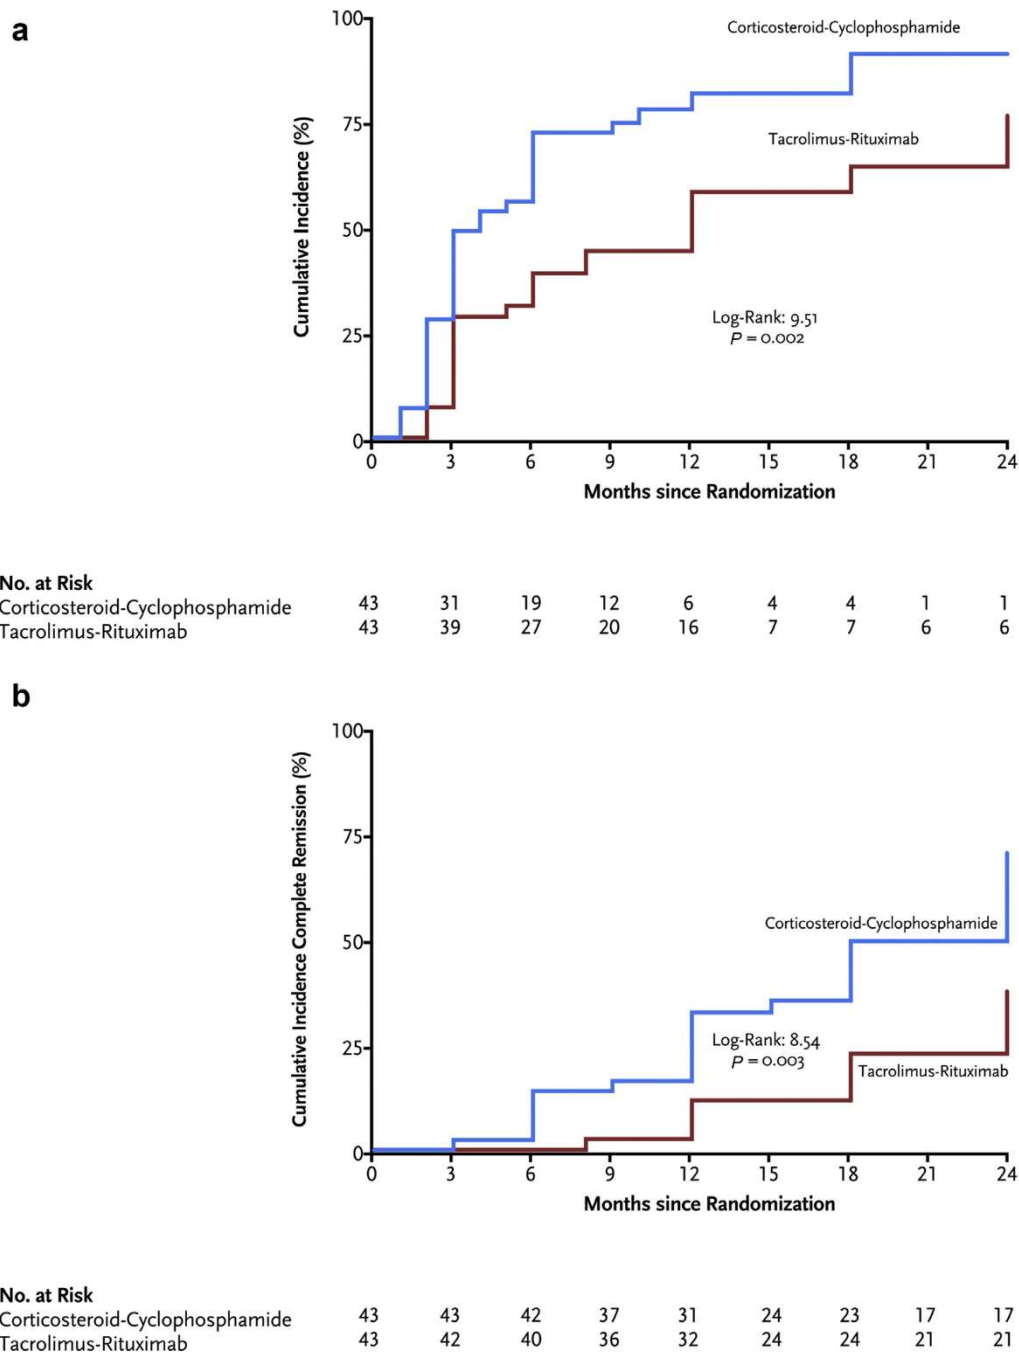 a
100
75
50
25
0
Cumulative Incidence (%)
Corticosteroid-Cyclophosphamide
Tacrolimus-Rituximab
Log-Rank: 9.51
P = 0.002
0 3 6 9 12 15 18 21 24
Months since Randomization
No. at Risk
Corticosteroid-Cyclophosphamide 43 31 19 12 6 4 4 1 1
Tacrolimus-Rituximab 43 39 27 20 16 7 7 6 6
b
100
75
50
25
0
Cumulative Incidence Complete Remission (%)
Corticosteroid-Cyclophosphamide
Log-Rank: 8.54
P = 0.003
Tacrolimus-Rituximab
0 3 6 9 12 15 18 21 24
Months since Randomization
No. at Risk
Corticosteroid-Cyclophosphamide 43 43 42 37 31 24 23 17 17
Tacrolimus-Rituximab 43 42 40 36 32 24 24 21 21